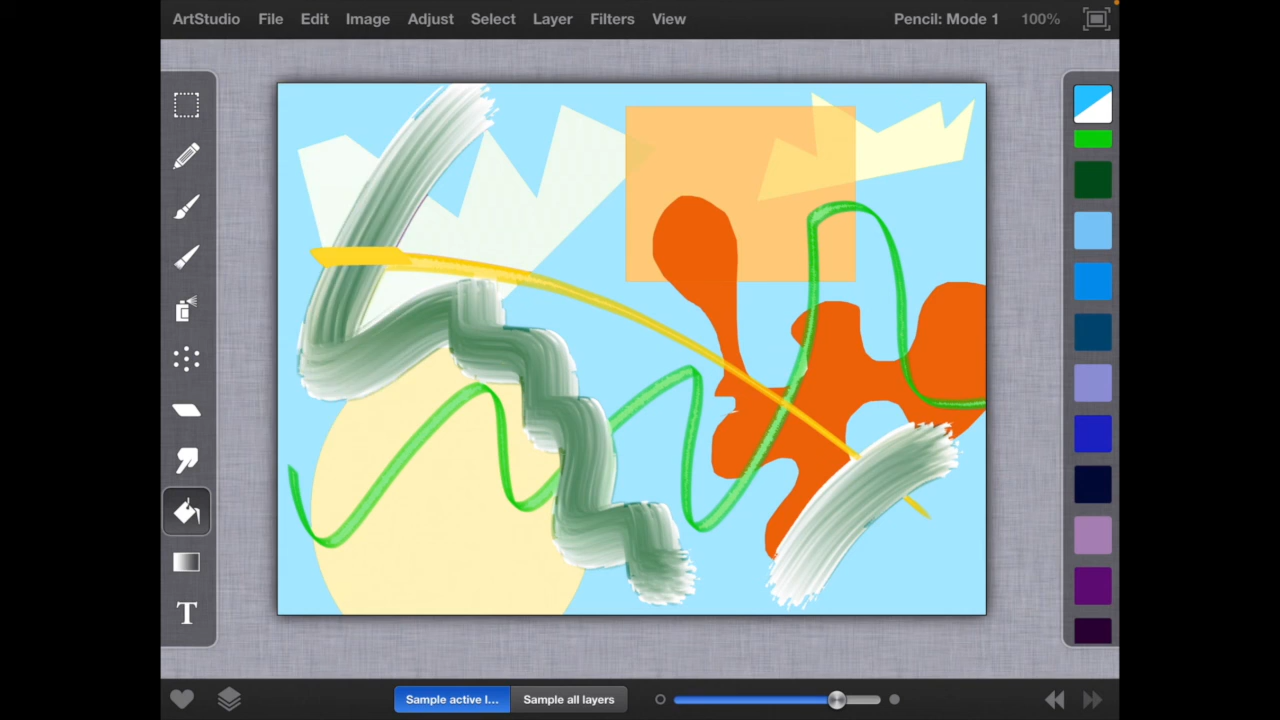 ArtStudio File Edit Image Adjust Select Layer Filters View Pencil: Mode 1 100%
T
Sample active l... Sample all layers